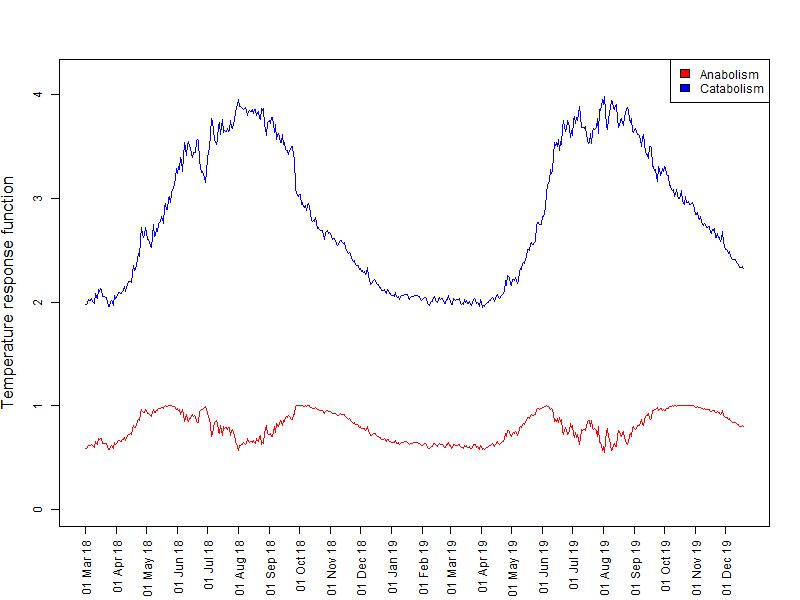 Anabolism
Catabolism
Temperature response function
4
3
2
1
0
01 Mar 18
01 Apr 18
01 May 18
01 Jun 18
01 Jul 18
01 Aug 18
01 Sep 18
01 Oct 18
01 Nov 18
01 Dec 18
01 Jan 19
01 Feb 19
01 Mar 19
01 Apr 19
01 May 19
01 Jun 19
01 Jul 19
01 Aug 19
01 Sep 19
01 Oct 19
01 Nov 19
01 Dec 19